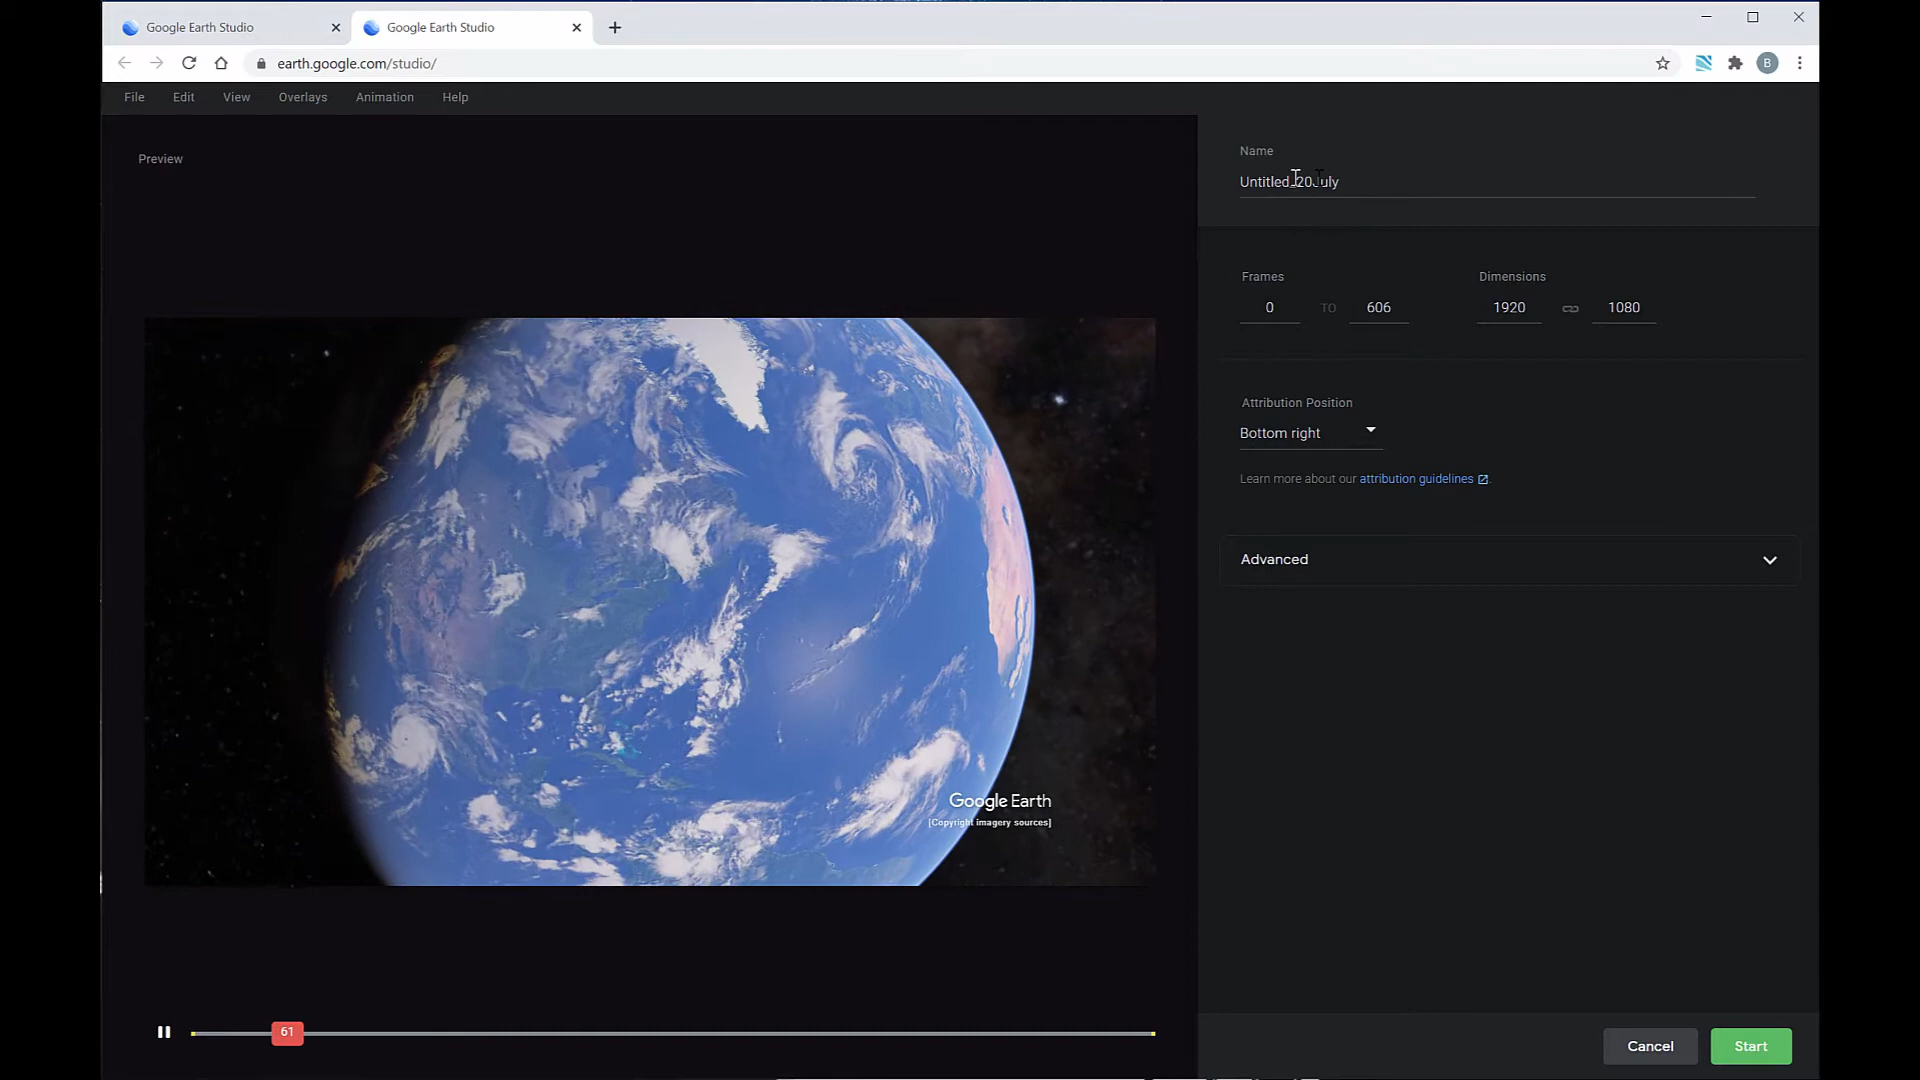 Google Earth Studio
Google Earth Studio
earth.google.com/studio/
B
File Edit View Overlays Animation Help
Preview
Name
Untitled_20July
Frames
Dimensions
0 TO 606
1920 1080
Attribution Position
Bottom right
Learn more about our attribution guidelines
Advanced
Google Earth
[Copyright imagery sources]
61
Cancel
Start